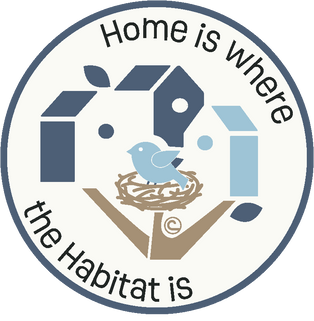 Home is where
the Habitat is
©